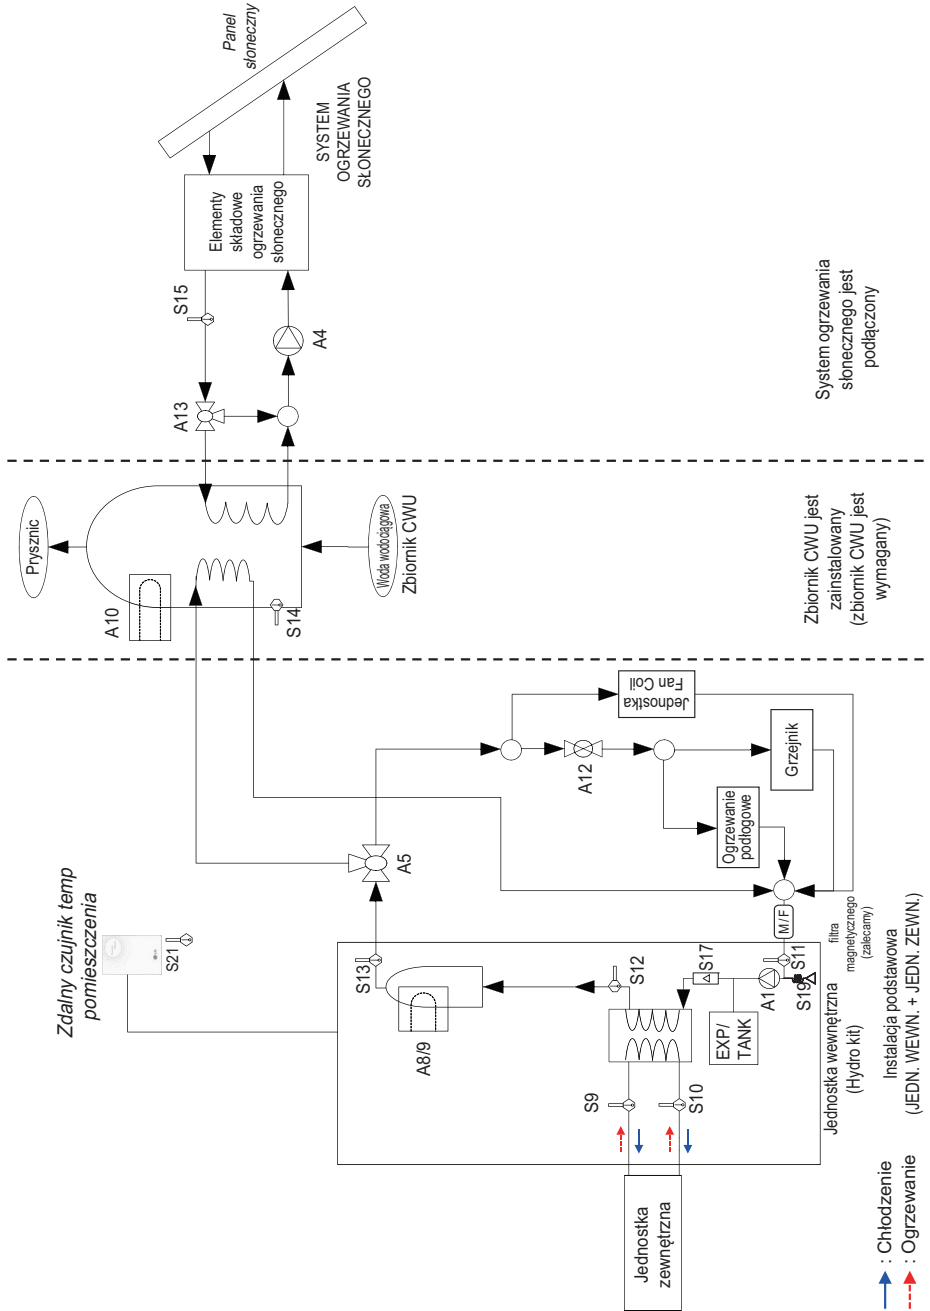 Zdalny czujnik temp
pomieszczenia
S21
Jednostka
zewnętrzna
S9
S10
A8/9
S13
S12
EXP/
TANK
S17
A1
S11
S19
M/F
filtra
magnetycznego
(zalecamy)
Jednostka wewnętrzna
(Hydro kit)
A5
A12
Ogrzewanie
podłogowe
Grzejnik
Jednostka
Fan Coil
Prysznic
A10
S14
Woda wodociągowa
Zbiornik CWU
A13
S15
A4
Elementy
składowe
ogrzewania
słonecznego
Panel
słoneczny
SYSTEM
OGRZEWANIA
SŁONECZNEGO
Instalacja podstawowa
(JEDN. WEWN. + JEDN. ZEWN.)
Zbiornik CWU jest
zainstalowany
(zbiornik CWU jest
wymagany)
System ogrzewania
słonecznego jest
podłączony
: Chłodzenie
: Ogrzewanie